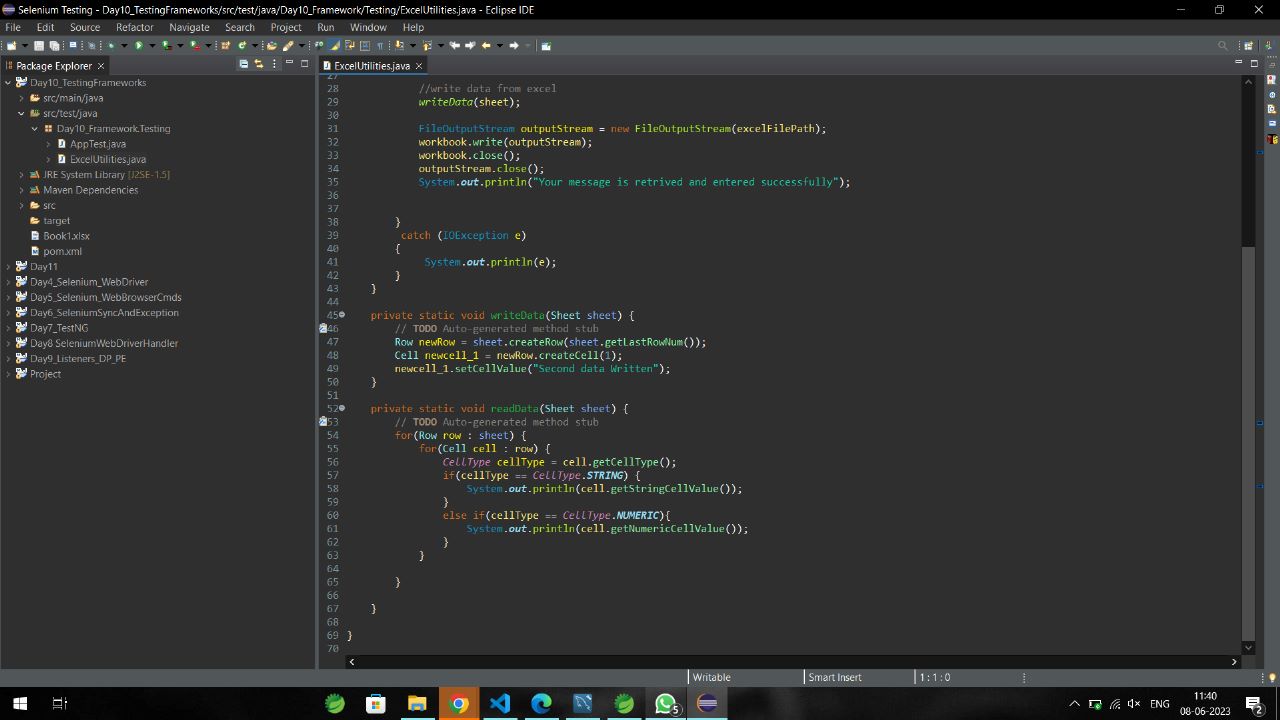 Selenium Testing - Day10_TestingFrameworks/src/test/java/Day10_Framework/Testing/ExcelUtilities.java - Eclipse IDE
File Edit Source Refactor Navigate Search Project Run Window Help
Package Explorer
Day10_TestingFrameworks
src/main/java
src/test/java
Day10_Framework.Testing
AppTest.java
ExcelUtilities.java
JRE System Library [J2SE-1.5]
Maven Dependencies
src
target
Book1.xlsx
pom.xml
Day11
Day4_Selenium_WebDriver
Day5_Selenium_WebBrowserCmds
Day6_SeleniumSyncAndException
Day7_TestNG
Day8 SeleniumWebDriverHandler
Day9_Listeners_DP_PE
Project
ExcelUtilities.java
27
28 //write data from excel
29 writeData(sheet);
30
31 FileOutputStream outputStream = new FileOutputStream(excelFilePath);
32 workbook.write(outputStream);
33 workbook.close();
34 outputStream.close();
35 System.out.println("Your message is retrived and entered successfully");
36
37
38 }
39 catch (IOException e)
40 {
41 System.out.println(e);
42 }
43 }
44
45 private static void writeData(Sheet sheet) {
46 // TODO Auto-generated method stub
47 Row newRow = sheet.createRow(sheet.getLastRowNum());
48 Cell newcell_1 = newRow.createCell(1);
49 newcell_1.setCellValue("Second data Written");
50 }
51
52 private static void readData(Sheet sheet) {
53 // TODO Auto-generated method stub
54 for(Row row : sheet) {
55 for(Cell cell : row) {
56 CellType cellType = cell.getCellType();
57 if(cellType == CellType.STRING) {
58 System.out.println(cell.getStringCellValue());
59 }
60 else if(cellType == CellType.NUMERIC){
61 System.out.println(cell.getNumericCellValue());
62 }
63 }
64
65 }
66
67 }
68
69 }
70
Writable Smart Insert 1 : 1 : 0
5
ENG
11:40
08-06-2023
2